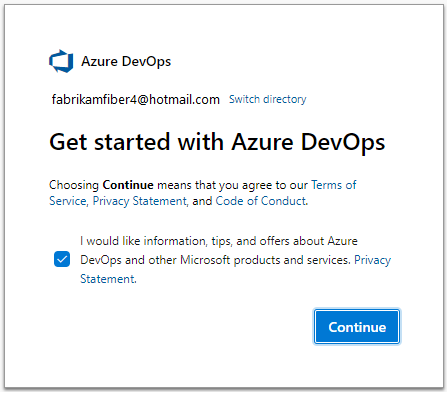 Azure DevOps
fabrikamfiber4@hotmail.com Switch directory
Get started with Azure DevOps
Choosing Continue means that you agree to our Terms of
Service, Privacy Statement, and Code of Conduct.
I would like information, tips, and offers about Azure
DevOps and other Microsoft products and services. Privacy
Statement.
Continue